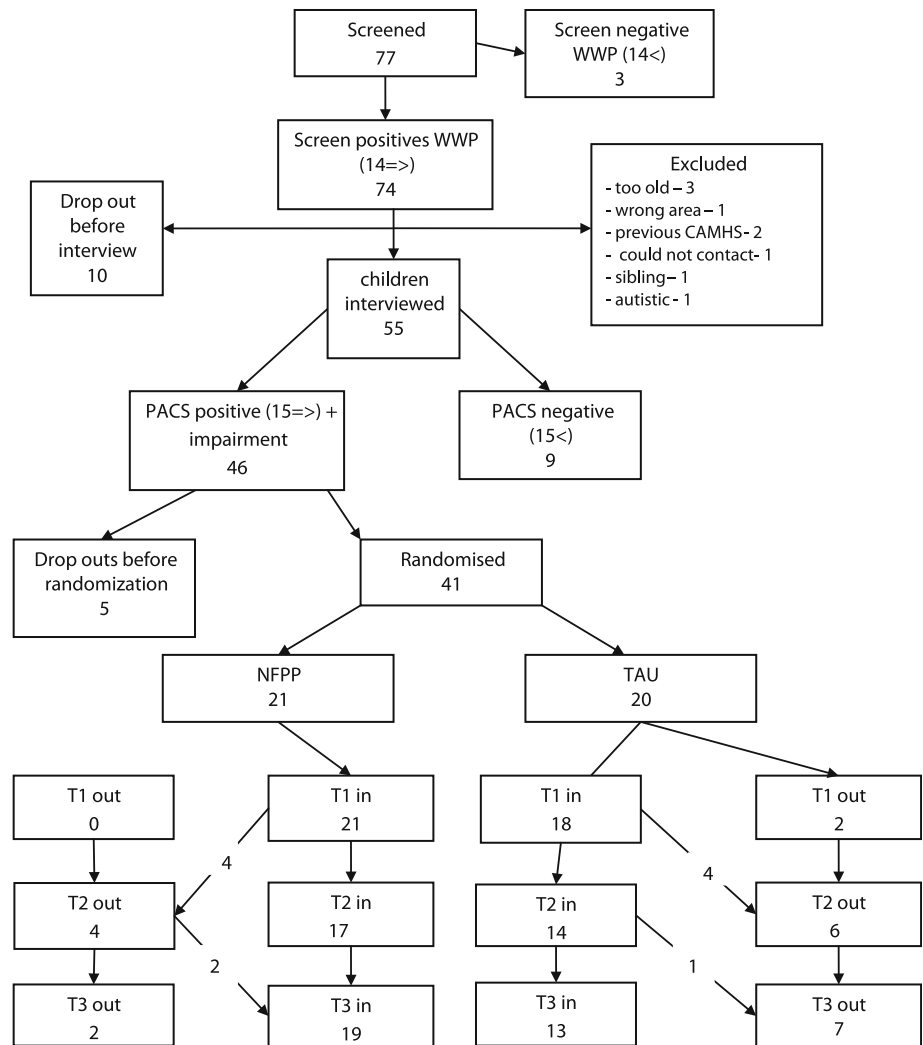 Screened
77
Screen negative
WWP (14<)
3
Screen positives WWP
(14=>)
74
Drop out
before
interview
10
Excluded
- too old – 3
- wrong area – 1
- previous CAMHS- 2
- could not contact- 1
- sibling – 1
- autistic - 1
children
interviewed
55
PACS positive (15=>) +
impairment
46
PACS negative
(15<)
9
Drop outs before
randomization
5
Randomised
41
NFPP
21
TAU
20
T1 out
0
T1 in
21
T1 in
18
T1 out
2
4
4
T2 out
4
T2 in
17
T2 in
14
T2 out
6
2
1
T3 out
2
T3 in
19
T3 in
13
T3 out
7